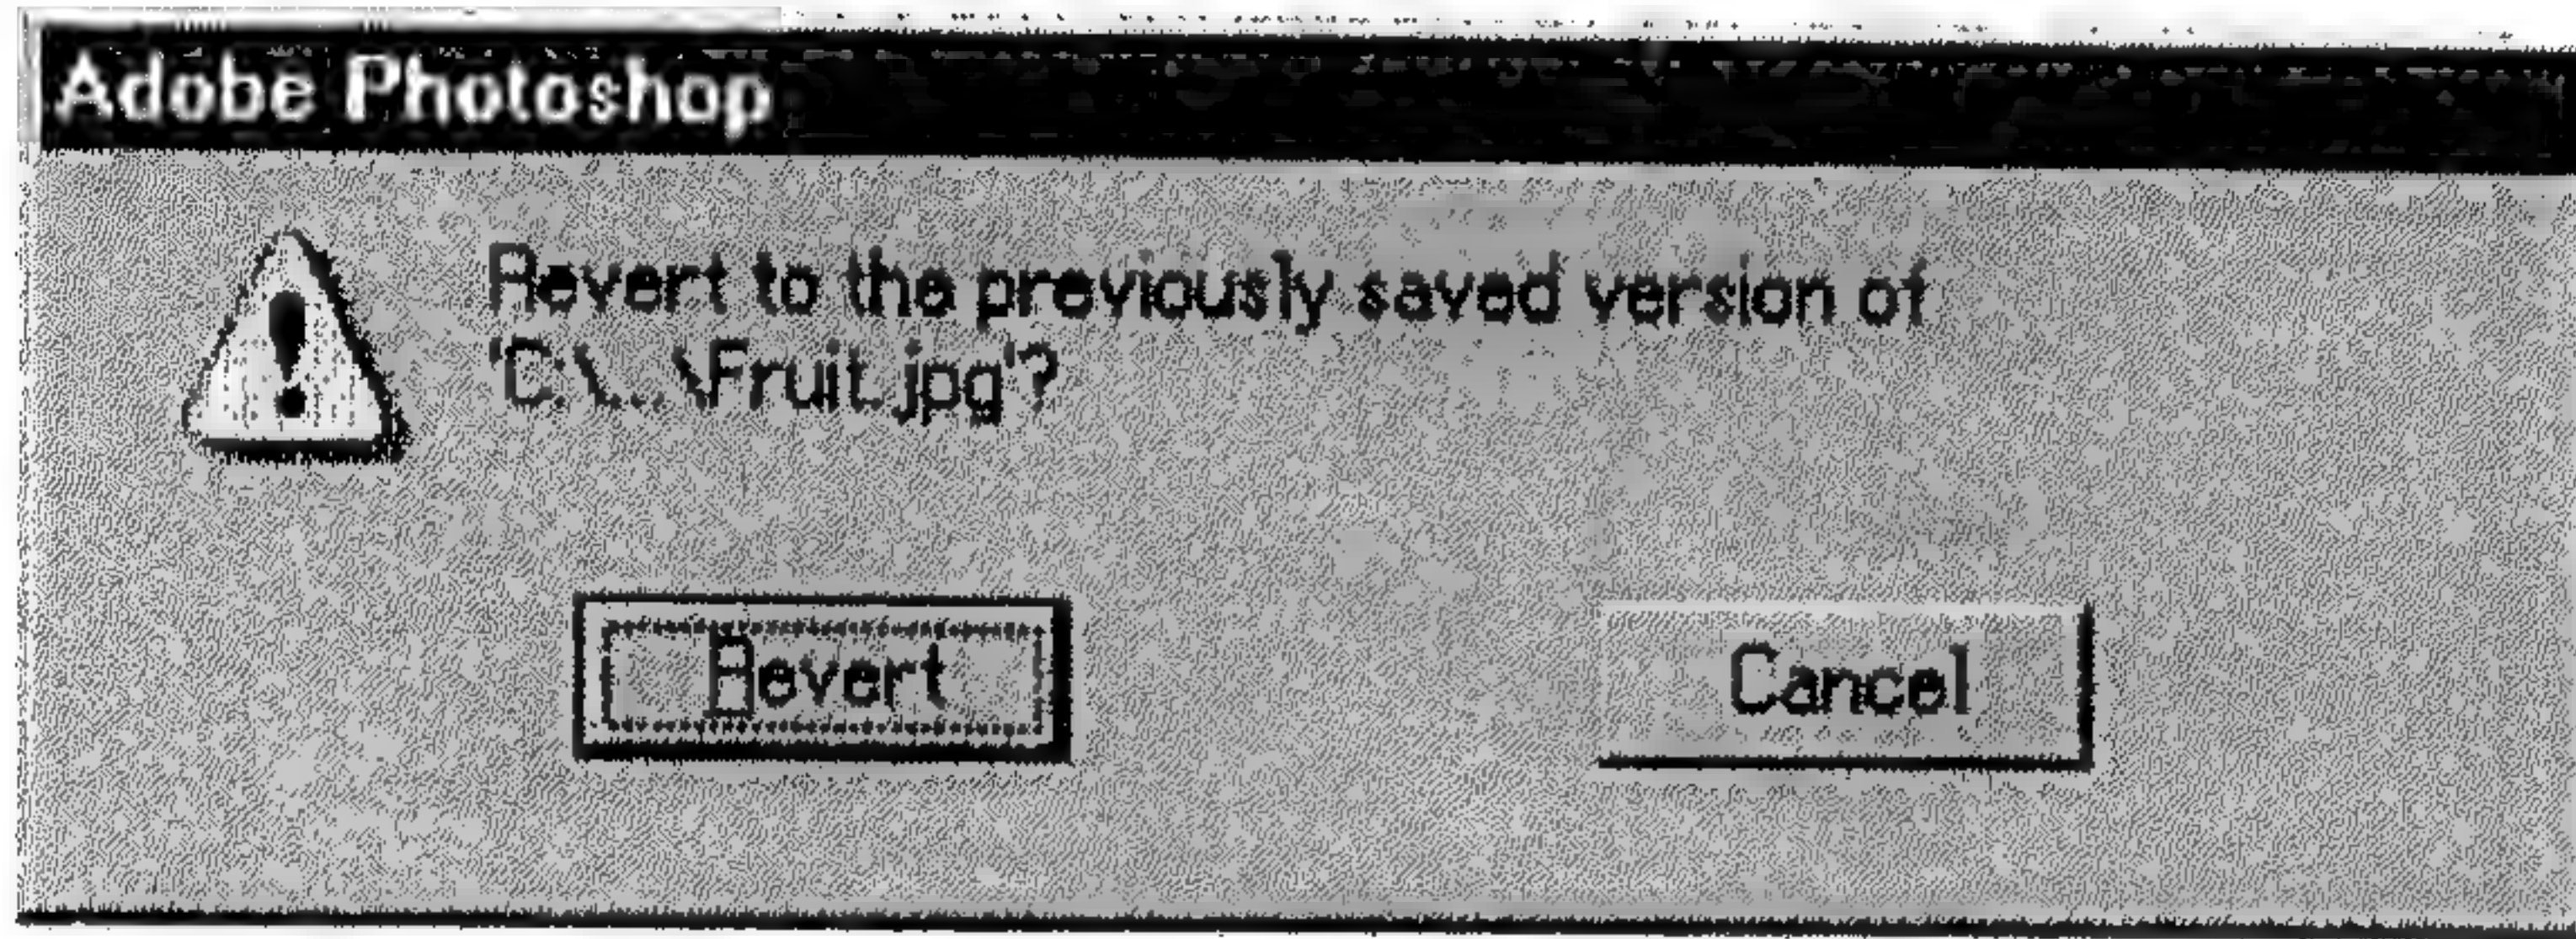 Adobe Photoshop
Revert to the previously saved version of
'C:\...\Fruit.jpg'?
Revert
Cancel